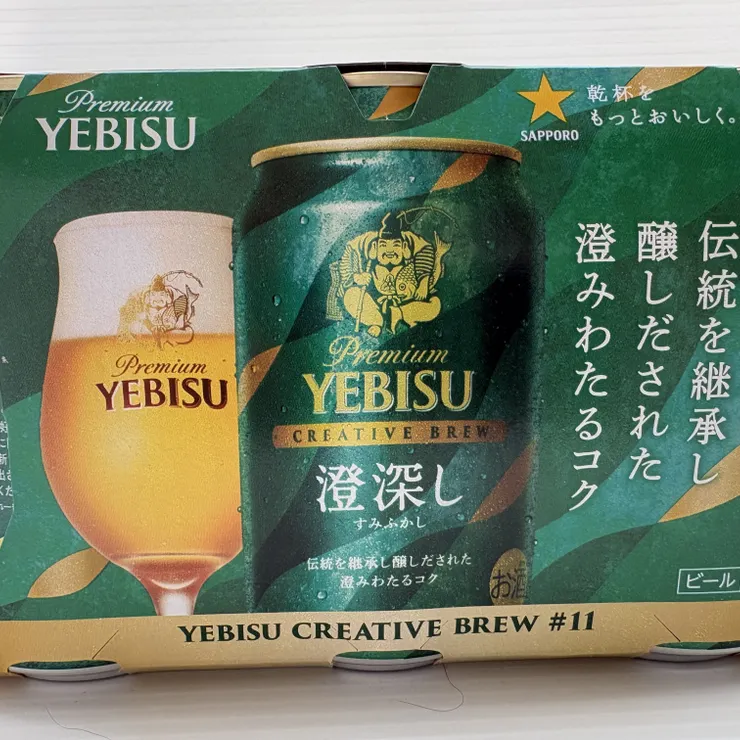 Premium
YEBISU
SAPPORO
乾杯を
もっとおいしく。
伝統を継承し
醸しだされた
澄みわたるコク
Premium
YEBISU
Premium
YEBISU
CREATIVE BREW
澄深し
すみふかし
伝統を継承し醸しだされた
澄みわたるコク
お酒
ビール
YEBISU CREATIVE BREW #11